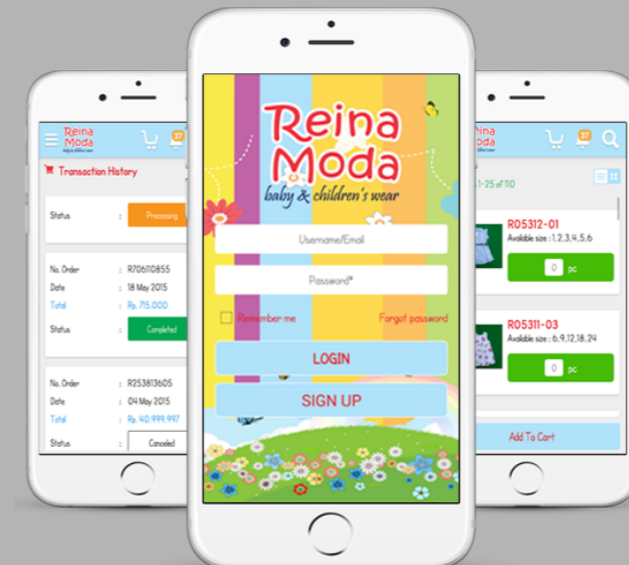 Reina
Moda
37
Transaction History
Status : Processing
No. Order : R706110855
Date : 18 May 2015
Total : Rp. 715.000
Status : Completed
No. Order : R253813605
Date : 04 May 2015
Total : Rp. 40.999.997
Status : Canceled
Reina
Moda
baby & children's wear
Username/Email
Password*
Remember me
Forgot password
LOGIN
SIGN UP
37
1-25 of 110
R05312-01
Available size : 1,2,3,4,5,6
0 pc
R05311-03
Available size : 6,9,12,18,24
0 pc
Add To Cart